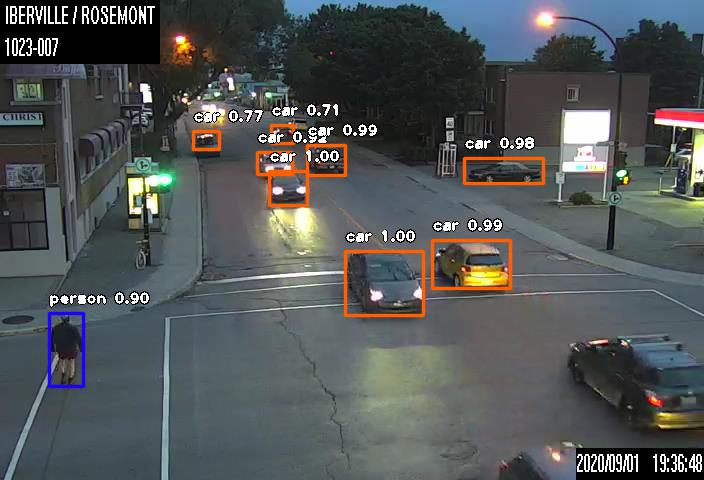 IBERVILLE / ROSEMONT
1023-007
CHRIST
car 0.77
car 0.71
car 0.99
car 1.00
car 0.98
car 1.00
car 0.99
person 0.90
2020/09/01 19:36:48